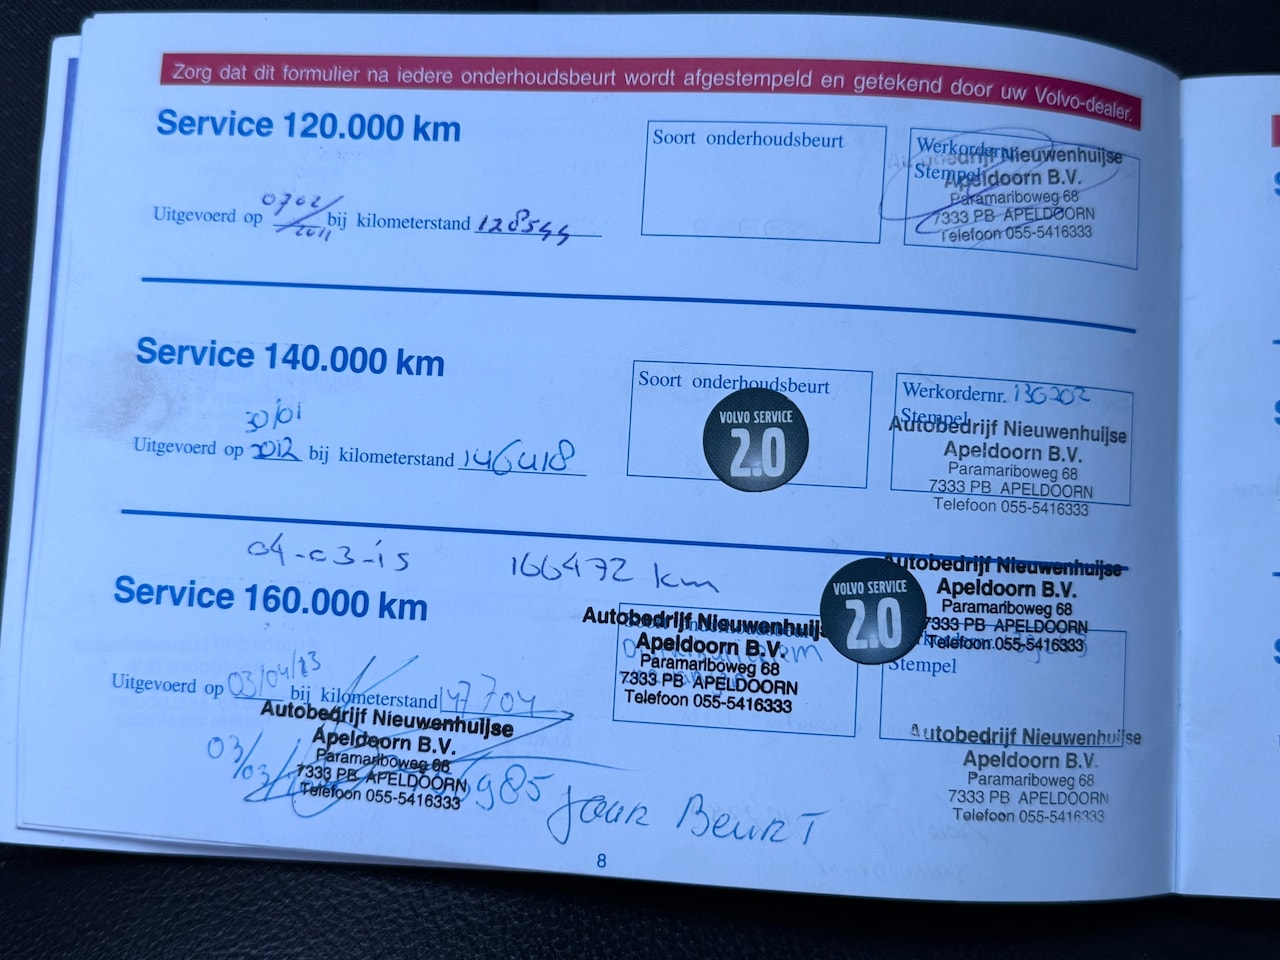 Zorg dat dit formulier na iedere onderhoudsbeurt wordt afgestempeld en getekend door uw Volvo-dealer.
Service 120.000 km
Soort onderhoudsbeurt
Werkordernr.
Stempel
Autobedrijf Nieuwenhuijse
Apeldoorn B.V.
Paramariboweg 68
7333 PB APELDOORN
Telefoon 055-5416333
0702/2011
Uitgevoerd op bij kilometerstand 128544
Service 140.000 km
Soort onderhoudsbeurt
VOLVO SERVICE
2.0
Werkordernr. 136202
Stempel
Autobedrijf Nieuwenhuijse
Apeldoorn B.V.
Paramariboweg 68
7333 PB APELDOORN
Telefoon 055-5416333
30/01
Uitgevoerd op 2012 bij kilometerstand 146418
04-03-15 166472 km
Service 160.000 km
Autobedrijf Nieuwenhuijse
Apeldoorn B.V.
Paramariboweg 68
7333 PB APELDOORN
Telefoon 055-5416333
VOLVO SERVICE
2.0
Autobedrijf Nieuwenhuijse
Apeldoorn B.V.
Paramariboweg 68
7333 PB APELDOORN
Telefoon 055-5416333
Stempel
Uitgevoerd op 03/04/13 bij kilometerstand 147704
Autobedrijf Nieuwenhuijse
Apeldoorn B.V.
Paramariboweg 68
7333 PB APELDOORN
Telefoon 055-5416333
Autobedrijf Nieuwenhuijse
Apeldoorn B.V.
Paramariboweg 68
7333 PB APELDOORN
Telefoon 055-5416333
03/03
Jaar Beurt
8